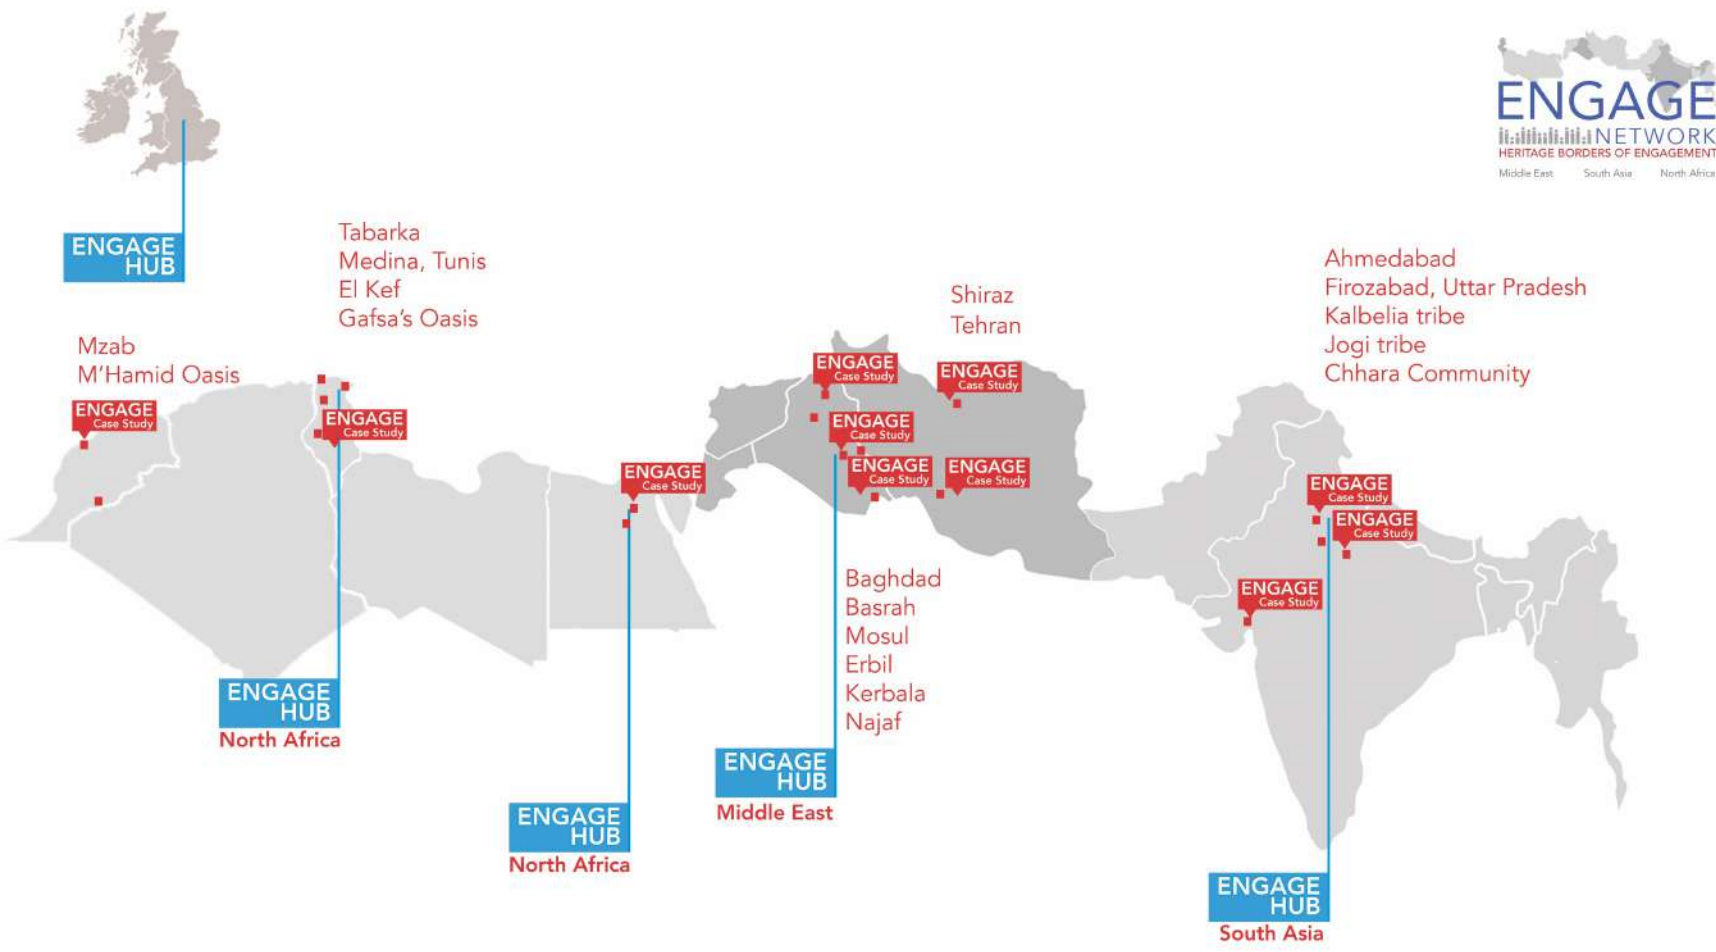 ENGAGE
NETWORK
HERITAGE BORDERS OF ENGAGEMENT
Middle East South Asia North Africa
ENGAGE
HUB
Tabarka
Medina, Tunis
El Kef
Gafsa's Oasis
Mzab
M'Hamid Oasis
ENGAGE
Case Study
ENGAGE
Case Study
ENGAGE
Case Study
Shiraz
Tehran
ENGAGE
Case Study
ENGAGE
Case Study
ENGAGE
Case Study
ENGAGE
Case Study
ENGAGE
Case Study
Ahmedabad
Firozabad, Uttar Pradesh
Kalbelia tribe
Jogi tribe
Chhara Community
ENGAGE
Case Study
ENGAGE
Case Study
ENGAGE
Case Study
Baghdad
Basrah
Mosul
Erbil
Kerbala
Najaf
ENGAGE
HUB
North Africa
ENGAGE
HUB
North Africa
ENGAGE
HUB
Middle East
ENGAGE
HUB
South Asia